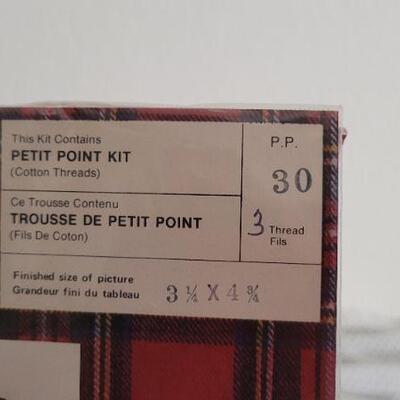 This Kit Contains
PETIT POINT KIT
(Cotton Threads)
Ce Trousse Contenu
TROUSSE DE PETIT POINT
(Fils De Coton)
P.P.
30
3 Thread
Fils
Finished size of picture
Grandeur fini du tableau
3 ¼ X 4 ¾